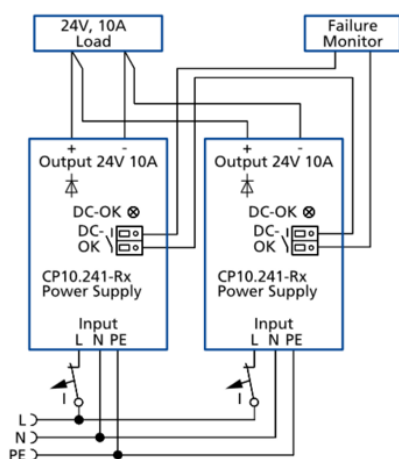 24V, 10A
Load
Failure
Monitor
+ -
Output 24V 10A
DC-OK
DC-
OK
CP10.241-Rx
Power Supply
Input
L N PE
I
+ -
Output 24V 10A
DC-OK
DC-
OK
CP10.241-Rx
Power Supply
Input
L N PE
I
L
N
PE